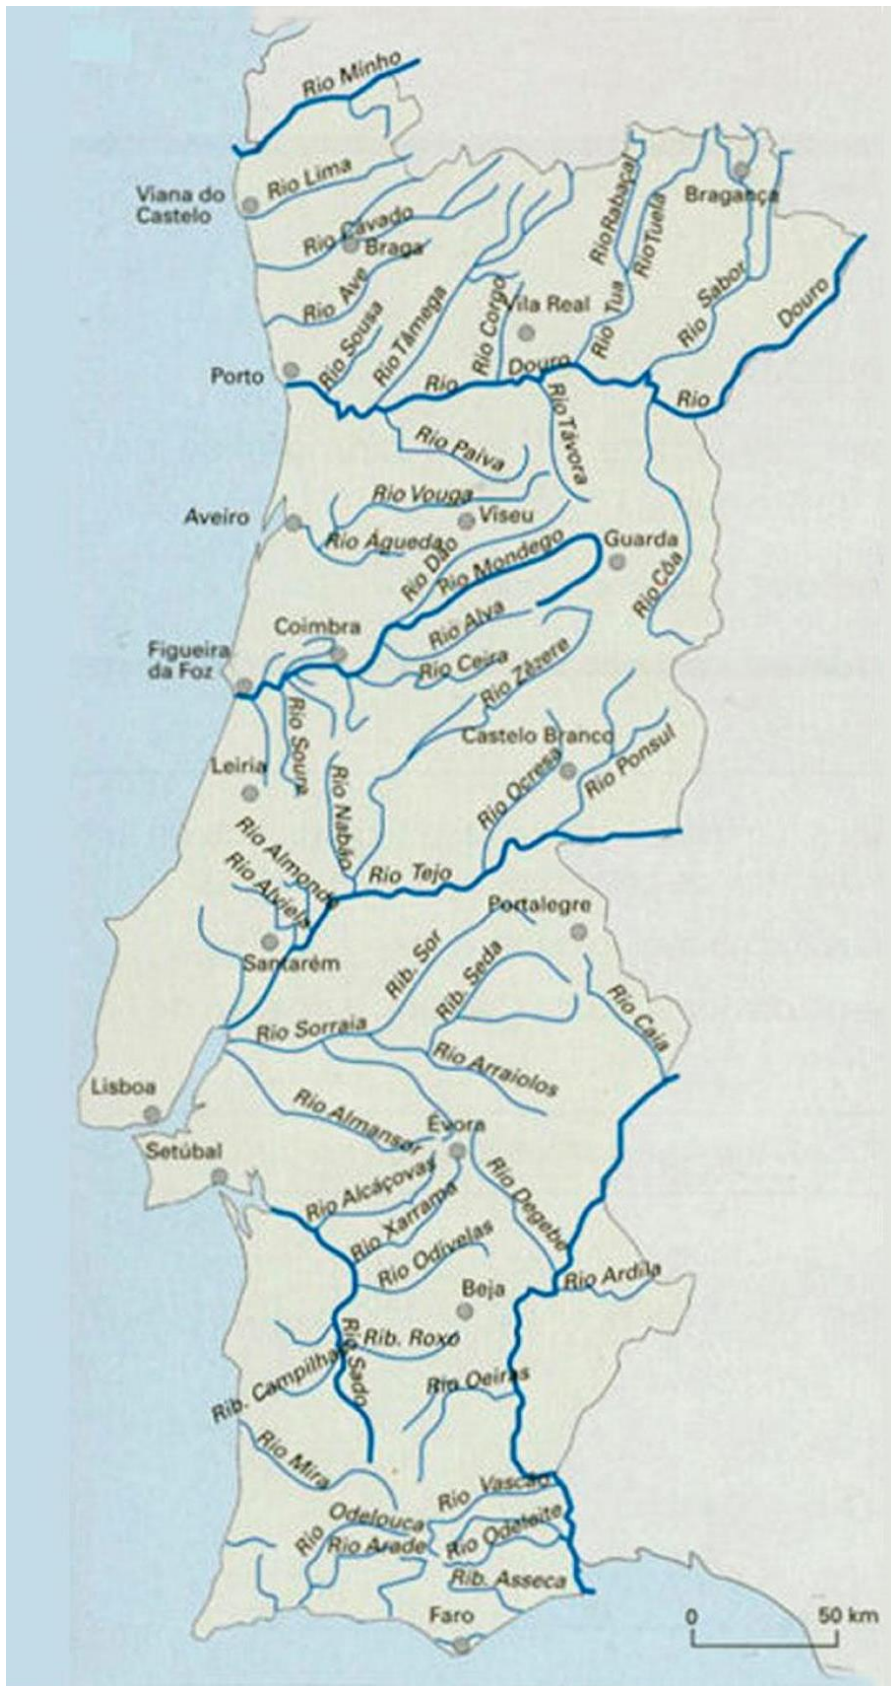 Rio Minho
Rio Lima
Viana do
Castelo
Rio Cávado
Braga
Rio Ave
Rio Sousa
Rio Tâmega
Rio Corgo
Vila Real
Rio Rabaçal
Rio Tuela
Bragança
Rio Tua
Rio Sabor
Douro
Rio
Porto
Rio
Douro
Rio Távora
Rio Paiva
Rio Vouga
Aveiro
Viseu
Rio Águeda
Rio Dão
Rio Mondego
Guarda
Rio Côa
Coimbra
Rio Alva
Figueira
da Foz
Rio Ceira
Rio Zêzere
Rio Soure
Castelo Branco
Leiria
Rio Nabão
Rio Ocresa
Rio Ponsul
Rio Almonda
Rio Alviela
Rio Tejo
Portalegre
Santarém
Rib. Sor
Rib. Seda
Rio Caia
Rio Sorraia
Rio Arraiolos
Lisboa
Rio Almansor
Évora
Setúbal
Rio Alcáçovas
Rio Xarrama
Rio Degebe
Rio Odivelas
Rio Ardila
Beja
Rib. Roxo
Rio Sado
Rib. Campilhas
Rio Oeiras
Rio Mira
Rio Vascão
Rio Odelouca
Rio Arade
Rio Odeleite
Rib. Asseca
Faro
0 50 km